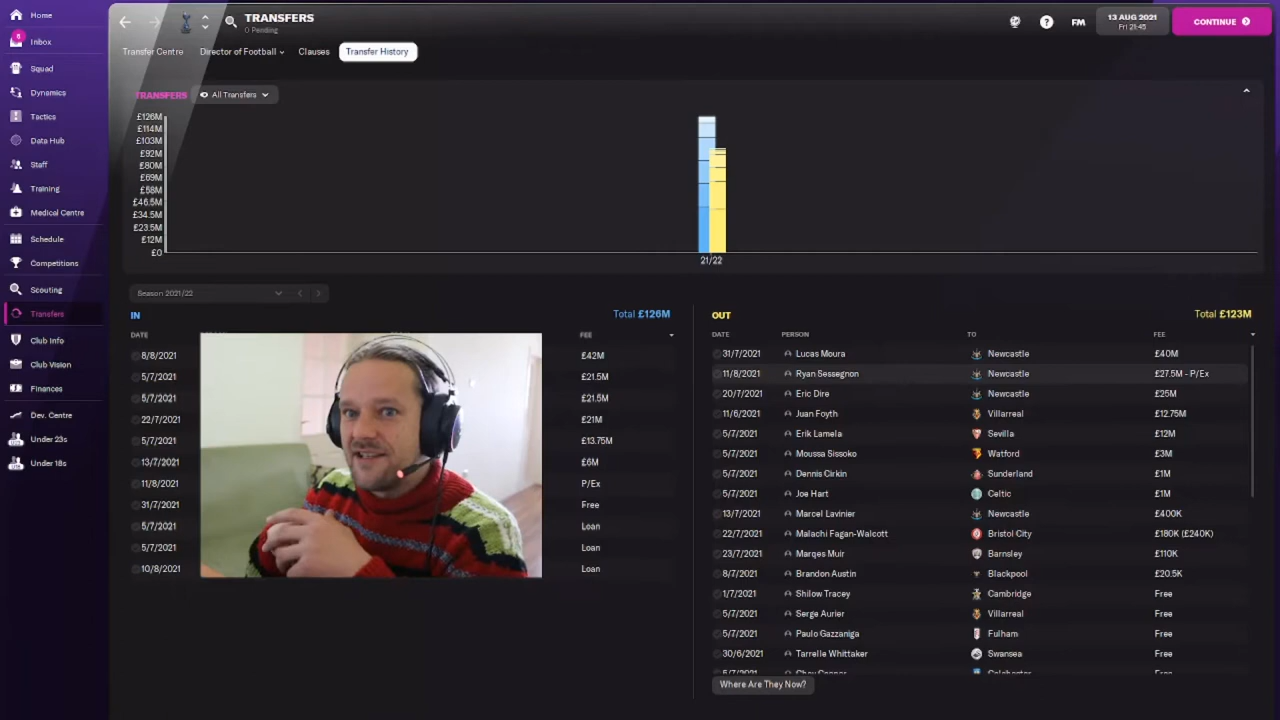 Home
TRANSFERS
0 Pending
FM
13 AUG 2021
Fri 21:45
CONTINUE
8
Inbox
Transfer Centre Director of Football Clauses Transfer History
Squad
Dynamics
Tactics
Data Hub
Staff
Training
Medical Centre
Schedule
Competitions
Scouting
Transfers
Club Info
Club Vision
Finances
Dev. Centre
Under 23s
Under 18s
TRANSFERS All Transfers
£126M
£114M
£103M
£92M
£80M
£69M
£58M
£46.5M
£34.5M
£23.5M
£12M
£0
21/22
Season 2021/22
IN Total £126M
DATE FEE
8/8/2021 £42M
5/7/2021 £21.5M
5/7/2021 £21.5M
22/7/2021 £21M
5/7/2021 £13.75M
13/7/2021 £6M
11/8/2021 P/Ex
31/7/2021 Free
5/7/2021 Loan
5/7/2021 Loan
10/8/2021 Loan
OUT Total £123M
DATE PERSON TO FEE
31/7/2021 Lucas Moura Newcastle £40M
11/8/2021 Ryan Sessegnon Newcastle £27.5M - P/Ex
20/7/2021 Eric Dire Newcastle £25M
11/6/2021 Juan Foyth Villarreal £12.75M
5/7/2021 Erik Lamela Sevilla £12M
5/7/2021 Moussa Sissoko Watford £3M
5/7/2021 Dennis Cirkin Sunderland £1M
5/7/2021 Joe Hart Celtic £1M
13/7/2021 Marcel Lavinier Newcastle £400K
22/7/2021 Malachi Fagan-Walcott Bristol City £180K (£240K)
23/7/2021 Marqes Muir Barnsley £110K
8/7/2021 Brandon Austin Blackpool £20.5K
1/7/2021 Shilow Tracey Cambridge Free
5/7/2021 Serge Aurier Villarreal Free
5/7/2021 Paulo Gazzaniga Fulham Free
30/6/2021 Tarrelle Whittaker Swansea Free
Where Are They Now?